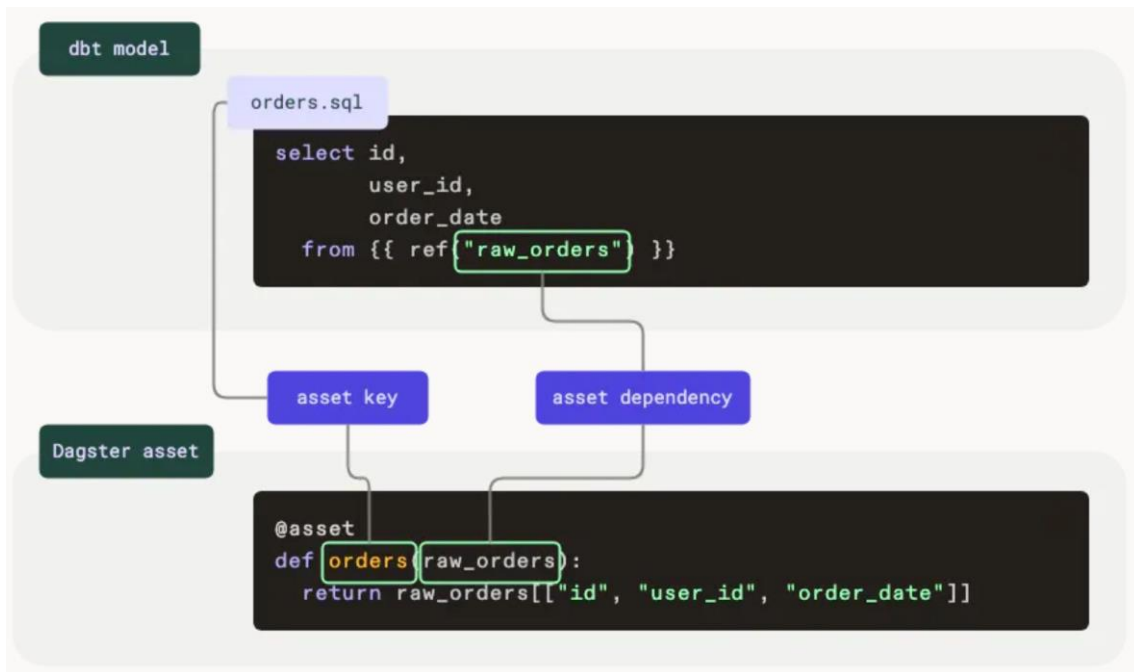 dbt model
orders.sql
select id,
user_id,
order_date
from {{ ref("raw_orders") }}
asset key
asset dependency
Dagster asset
@asset
def orders(raw_orders):
return raw_orders[["id", "user_id", "order_date"]]